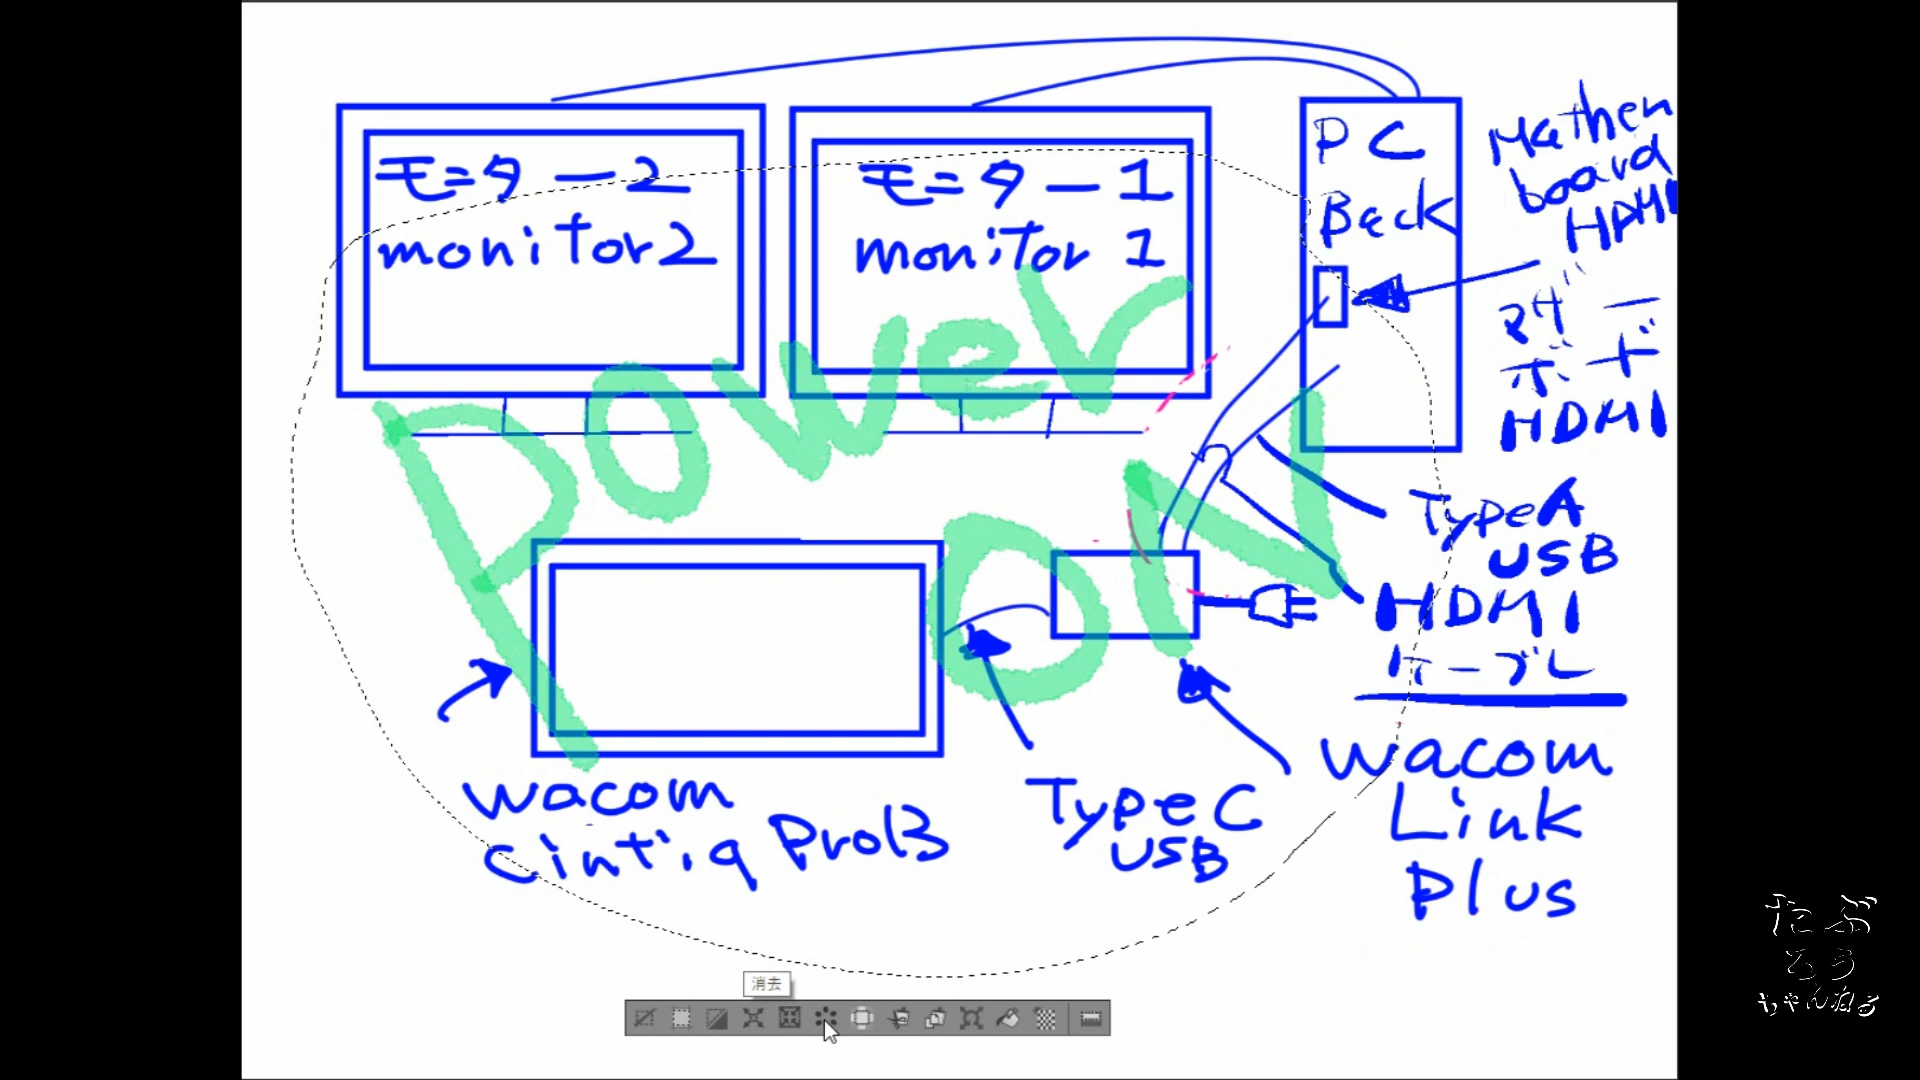 モニター2
monitor2
モニター1
monitor 1
PC
Back
Mather
board
HDMI
マザー
ボード
HDMI
Power
ON
TypeA
USB
HDMI
ケーブル
wacom
Cintiq Pro13
TypeC
USB
wacom
Link
Plus
消去
たぶ
ろう
ちゃんねる